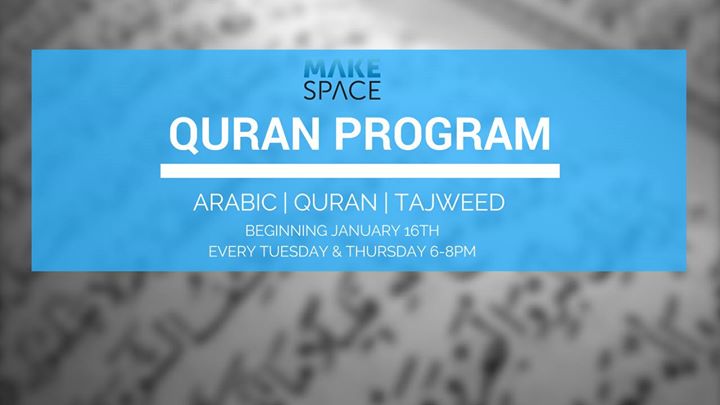 MAKE
SPACE
QURAN PROGRAM
ARABIC | QURAN | TAJWEED
BEGINNING JANUARY 16TH
EVERY TUESDAY & THURSDAY 6-8PM